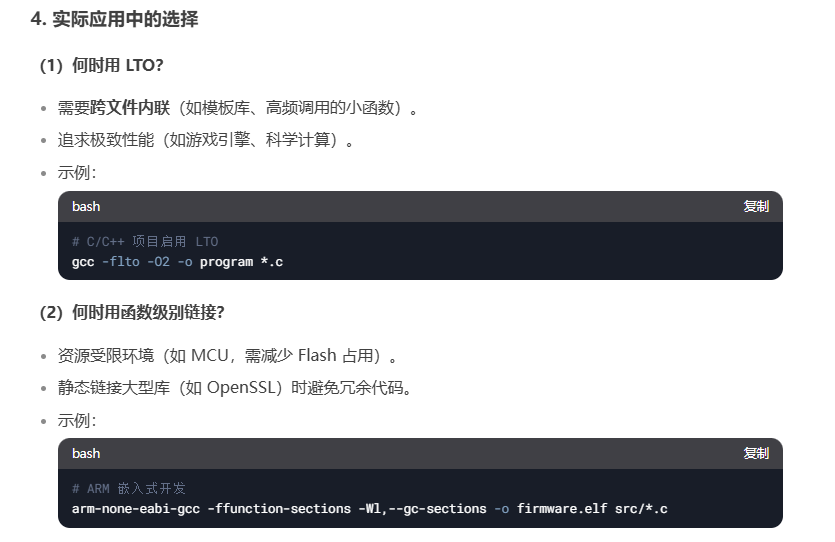 4. 实际应用中的选择
（1）何时用 LTO？
需要跨文件内联（如模板库、高频调用的小函数）。
追求极致性能（如游戏引擎、科学计算）。
示例：
bash 复制
# C/C++ 项目启用 LTO
gcc -flto -O2 -o program *.c
（2）何时用函数级别链接？
资源受限环境（如 MCU，需减少 Flash 占用）。
静态链接大型库（如 OpenSSL）时避免冗余代码。
示例：
bash 复制
# ARM 嵌入式开发
arm-none-eabi-gcc -ffunction-sections -Wl,--gc-sections -o firmware.elf src/*.c